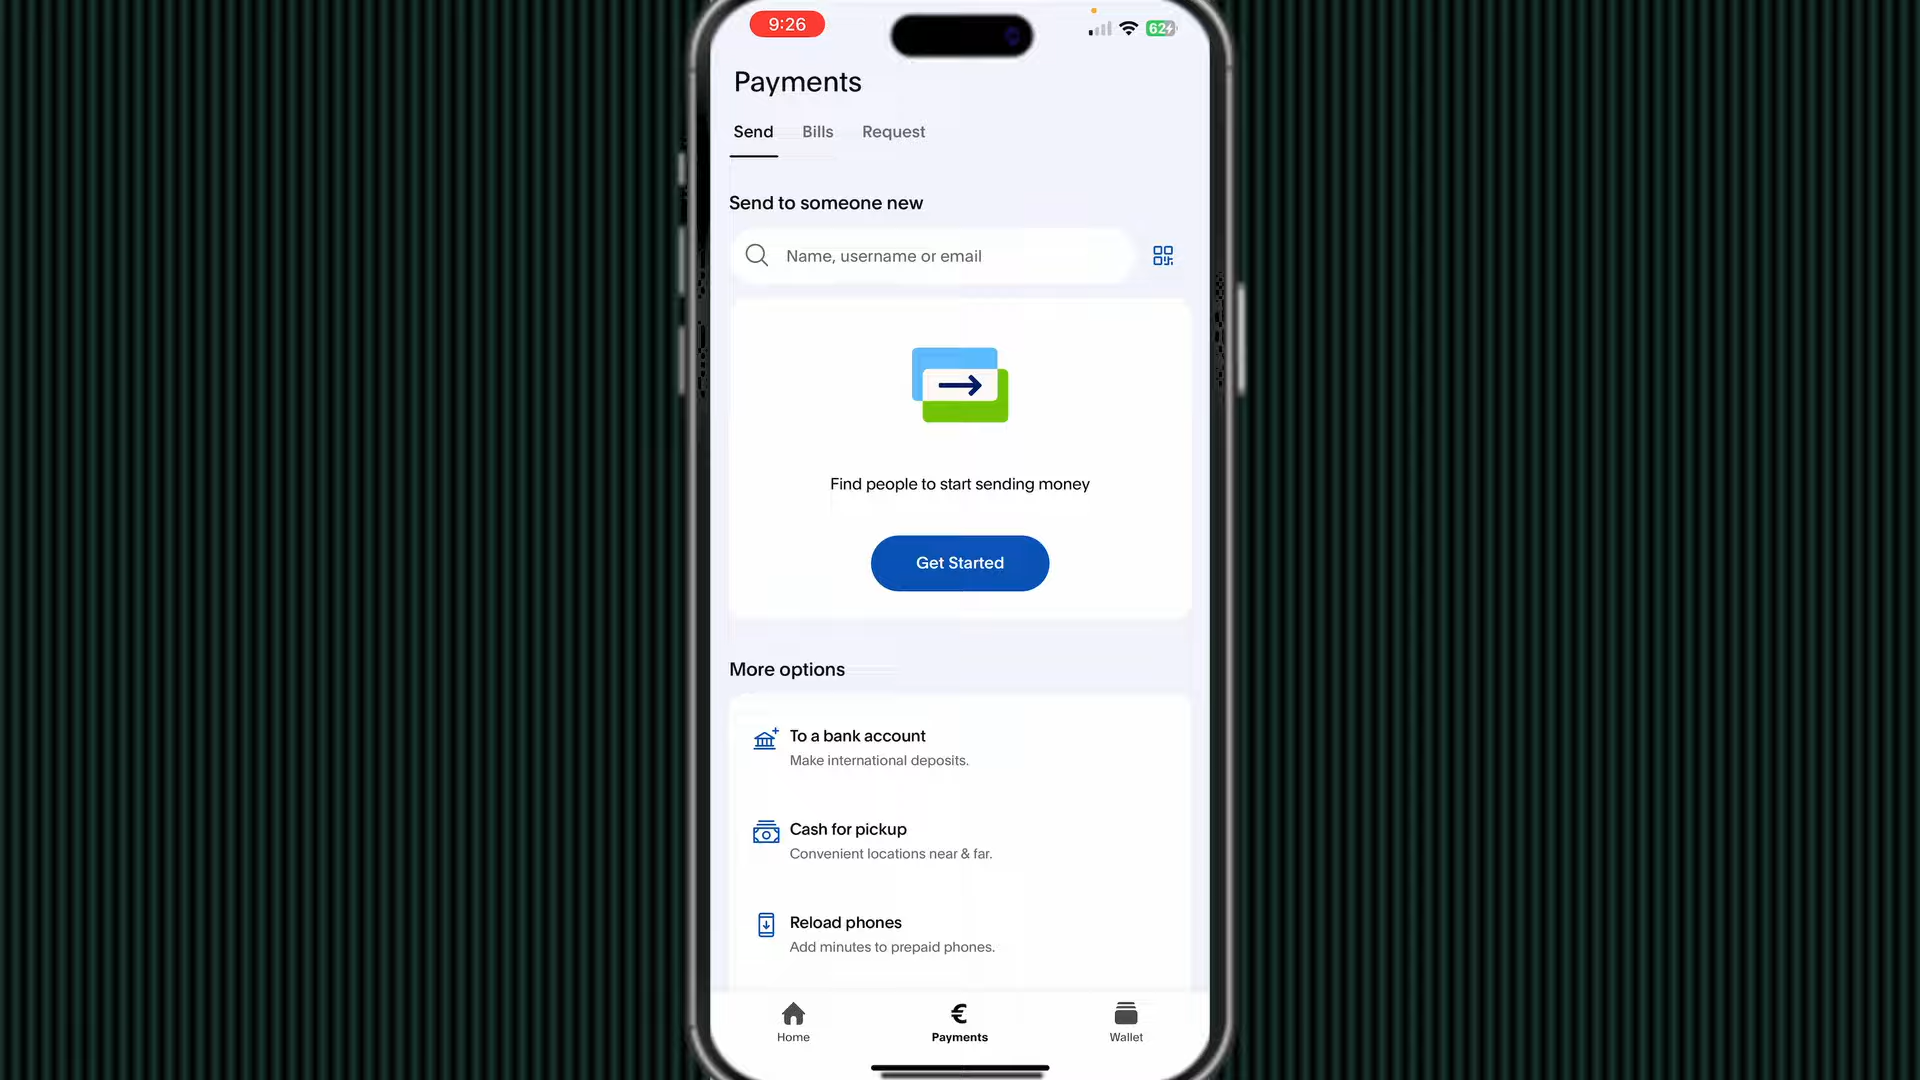 9:26
62
Payments
Send Bills Request
Send to someone new
Name, username or email
Find people to start sending money
Get Started
More options
To a bank account
Make international deposits.
Cash for pickup
Convenient locations near & far.
Reload phones
Add minutes to prepaid phones.
€
Home Payments Wallet